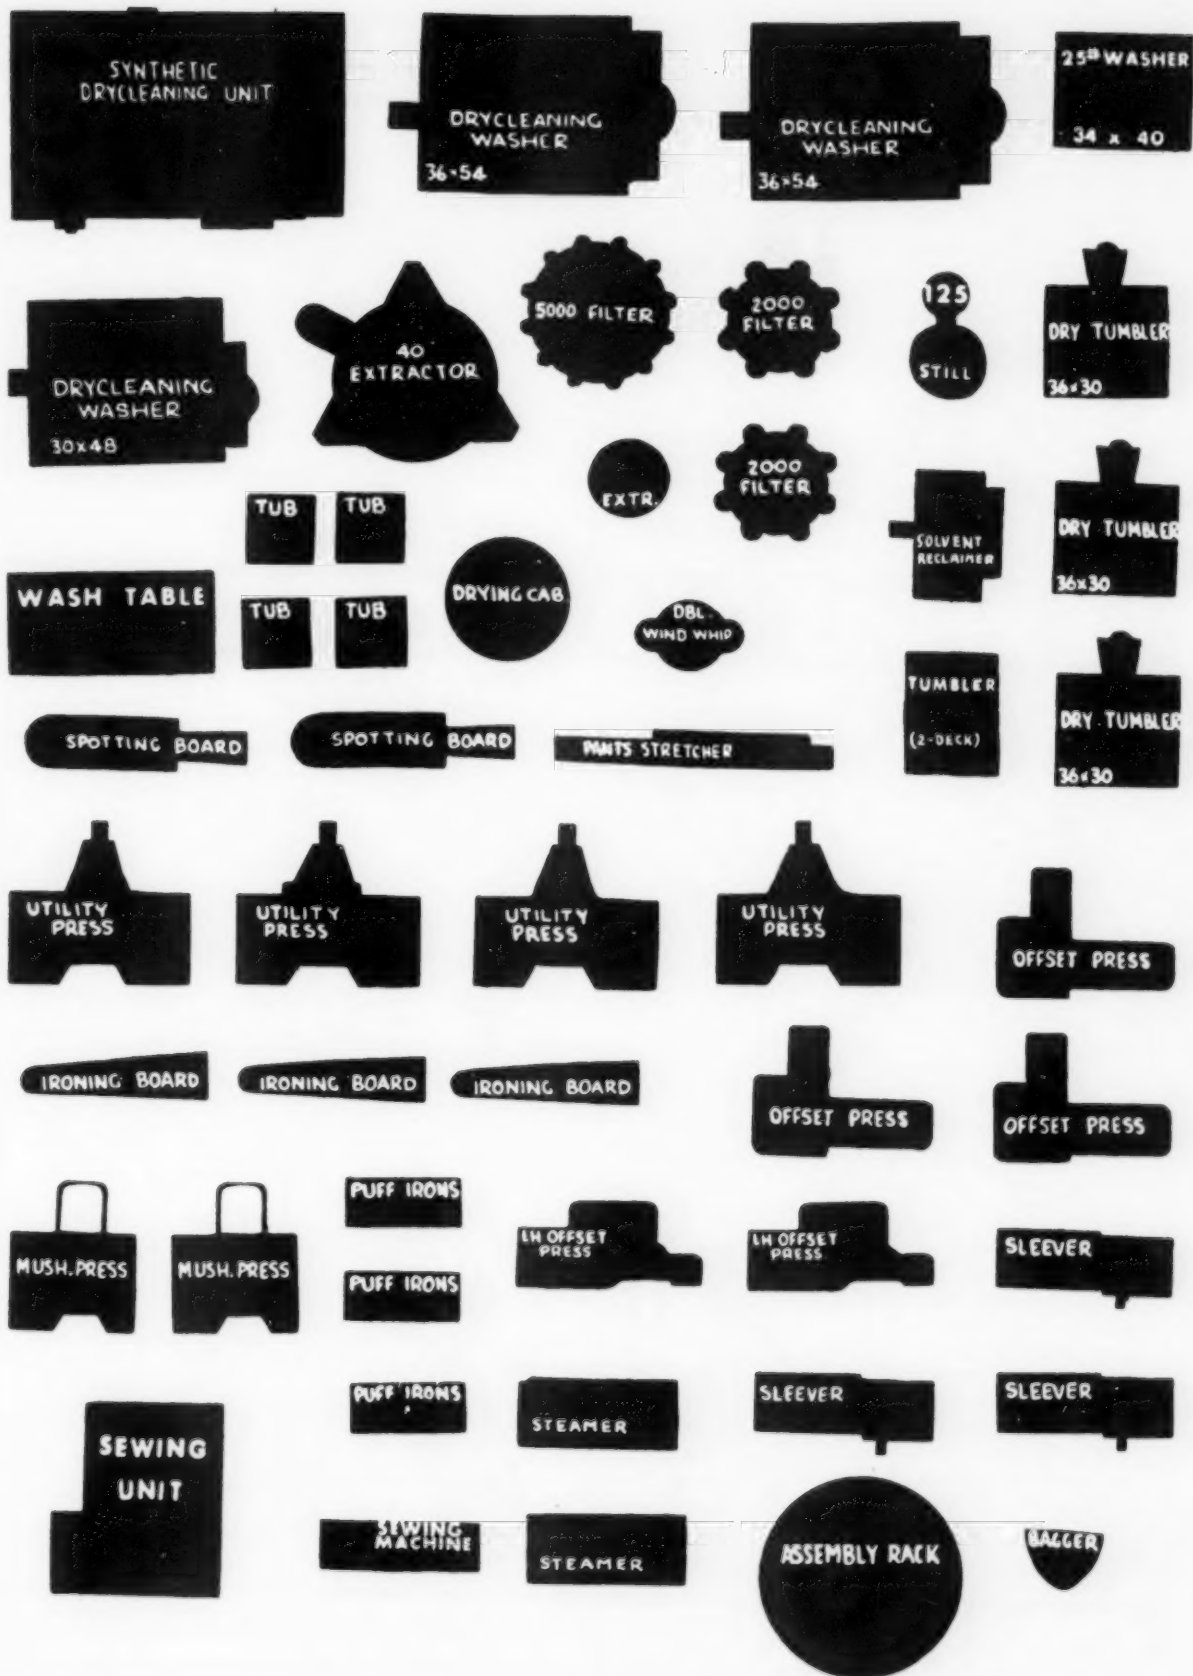 SYNTHETIC
DRYCLEANING UNIT
DRYCLEANING
WASHER
36×54
DRYCLEANING
WASHER
36×54
25# WASHER
34 x 40
DRYCLEANING
WASHER
30x48
40
EXTRACTOR
5000 FILTER
2000
FILTER
125
STILL
DRY TUMBLER
36×30
EXTR.
2000
FILTER
TUB
TUB
SOLVENT
RECLAIMER
DRY TUMBLER
36×30
WASH TABLE
TUB
TUB
DRYING CAB
DBL.
WIND WHIP
TUMBLER
(2-DECK)
DRY TUMBLER
36×30
SPOTTING BOARD
SPOTTING BOARD
PANTS STRETCHER
UTILITY
PRESS
UTILITY
PRESS
UTILITY
PRESS
UTILITY
PRESS
OFFSET PRESS
IRONING BOARD
IRONING BOARD
IRONING BOARD
OFFSET PRESS
OFFSET PRESS
MUSH. PRESS
MUSH. PRESS
PUFF IRONS
PUFF IRONS
LH OFFSET
PRESS
LH OFFSET
PRESS
SLEEVER
SEWING
UNIT
PUFF IRONS
STEAMER
SLEEVER
SLEEVER
SEWING
MACHINE
STEAMER
ASSEMBLY RACK
BAGGER